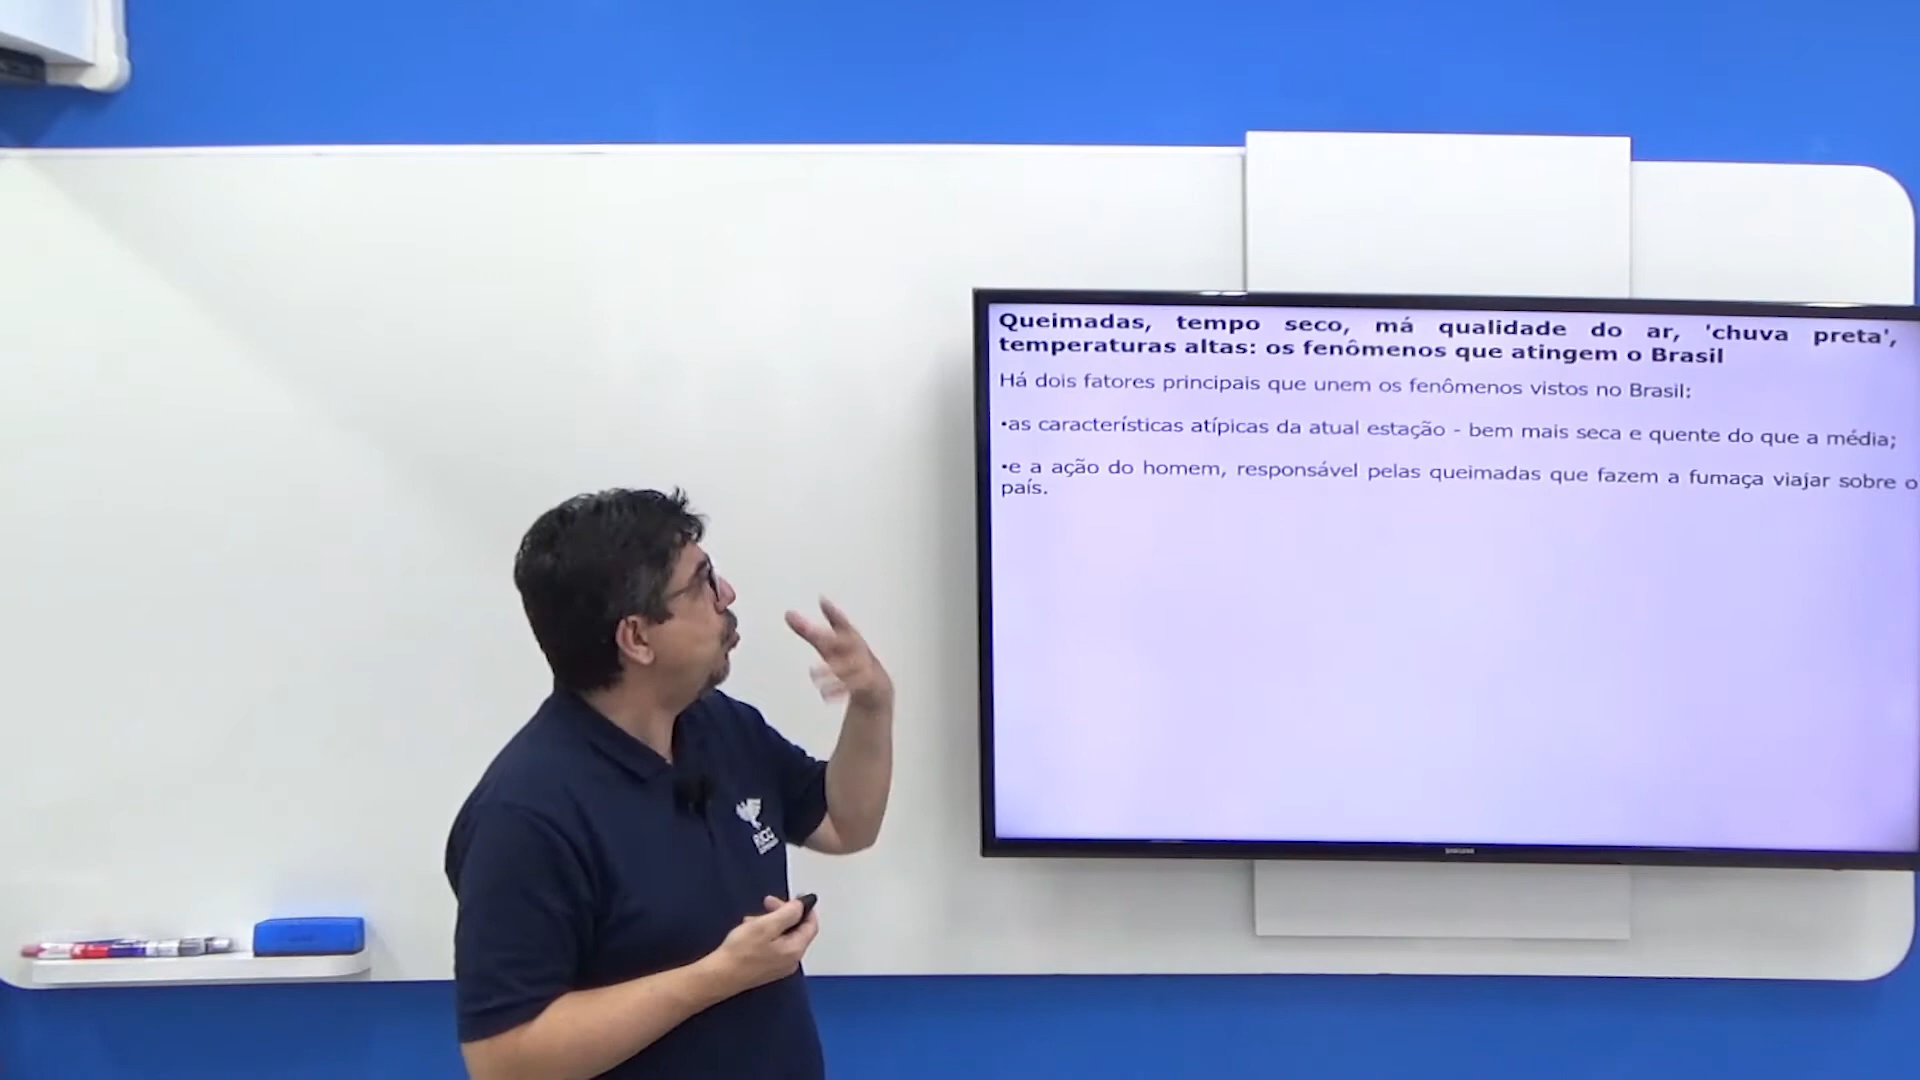 Queimadas, tempo seco, má qualidade do ar, 'chuva preta',
temperaturas altas: os fenômenos que atingem o Brasil
Há dois fatores principais que unem os fenômenos vistos no Brasil:
•as características atípicas da atual estação - bem mais seca e quente do que a média;
•e a ação do homem, responsável pelas queimadas que fazem a fumaça viajar sobre o
país.
SAMSUNG
RICO